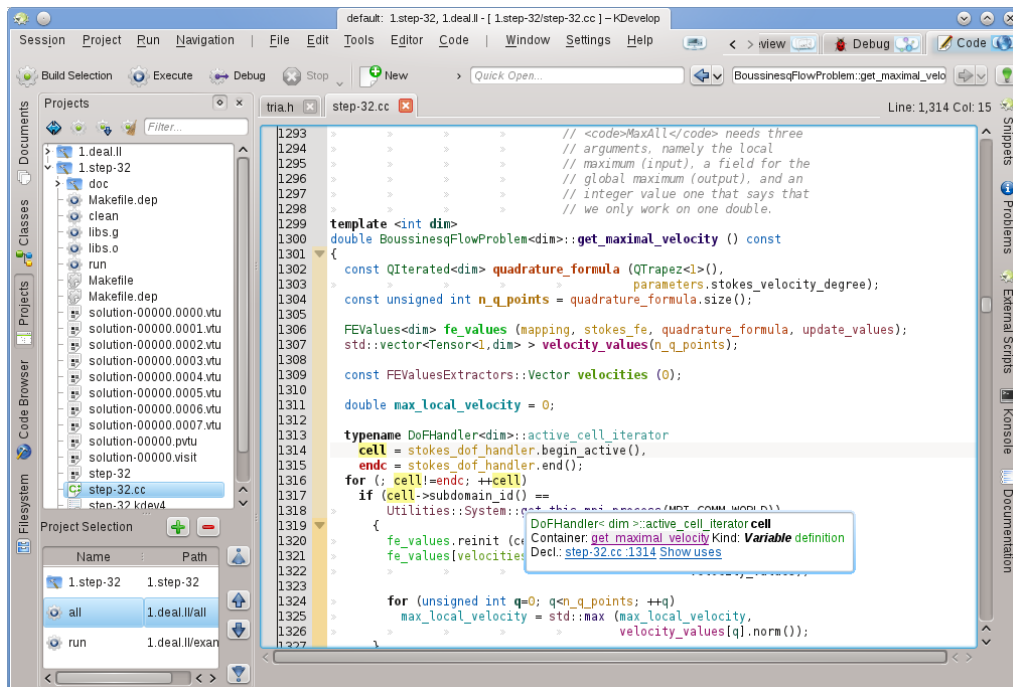 default: 1.step-32, 1.deal.II - [ 1.step-32/step-32.cc ] – KDevelop
Session Project Run Navigation | File Edit Tools Editor Code | Window Settings Help < > view Debug Code
Build Selection Execute Debug Stop New > Quick Open... BoussinesqFlowProblem::get_maximal_velo
Projects
tria.h step-32.cc Line: 1,314 Col: 15
Filter...
Documents
Classes
Projects
Code Browser
Filesystem
1.deal.II
1.step-32
doc
Makefile.dep
clean
libs.g
libs.o
run
Makefile
Makefile.dep
solution-00000.0000.vtu
solution-00000.0001.vtu
solution-00000.0002.vtu
solution-00000.0003.vtu
solution-00000.0004.vtu
solution-00000.0005.vtu
solution-00000.0006.vtu
solution-00000.0007.vtu
solution-00000.pvtu
solution-00000.visit
step-32
step-32.cc
step-32.kdev4
Project Selection
Name Path
1.step-32 1.step-32
all 1.deal.II/all
run 1.deal.II/exan
1293 // <code>MaxAll</code> needs three
1294 // arguments, namely the local
1295 // maximum (input), a field for the
1296 // global maximum (output), and an
1297 // integer value one that says that
1298 // we only work on one double.
1299 template <int dim>
1300 double BoussinesqFlowProblem<dim>::get_maximal_velocity () const
1301 {
1302 const QIterated<dim> quadrature_formula (QTrapez<1>(),
1303 parameters.stokes_velocity_degree);
1304 const unsigned int n_q_points = quadrature_formula.size();
1305
1306 FEValues<dim> fe_values (mapping, stokes_fe, quadrature_formula, update_values);
1307 std::vector<Tensor<1,dim> > velocity_values(n_q_points);
1308
1309 const FEValuesExtractors::Vector velocities (0);
1310
1311 double max_local_velocity = 0;
1312
1313 typename DoFHandler<dim>::active_cell_iterator
1314 cell = stokes_dof_handler.begin_active(),
1315 endc = stokes_dof_handler.end();
1316 for (; cell!=endc; ++cell)
1317 if (cell->subdomain_id() ==
1318 Utilities::System::get_this_mpi_process(MPI_COMM_WORLD))
1319 {
1320 fe_values.reinit (ce
1321 fe_values[velocities
1322 velocity_values);
1323
1324 for (unsigned int q=0; q<n_q_points; ++q)
1325 max_local_velocity = std::max (max_local_velocity,
1326 velocity_values[q].norm());
1327 }
DoFHandler< dim >::active_cell_iterator cell
Container: get_maximal_velocity Kind: Variable definition
Decl.: step-32.cc :1314 Show uses
Snippets
Problems
External Scripts
Konsole
Documentation